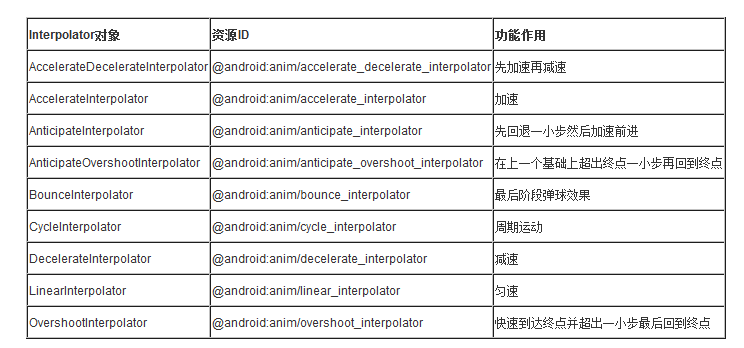 Interpolator对象 资源ID 功能作用
AccelerateDecelerateInterpolator @android:anim/accelerate_decelerate_interpolator 先加速再减速
AccelerateInterpolator @android:anim/accelerate_interpolator 加速
AnticipateInterpolator @android:anim/anticipate_interpolator 先回退一小步然后加速前进
AnticipateOvershootInterpolator @android:anim/anticipate_overshoot_interpolator 在上一个基础上超出终点一小步再回到终点
BounceInterpolator @android:anim/bounce_interpolator 最后阶段弹球效果
CycleInterpolator @android:anim/cycle_interpolator 周期运动
DecelerateInterpolator @android:anim/decelerate_interpolator 减速
LinearInterpolator @android:anim/linear_interpolator 匀速
OvershootInterpolator @android:anim/overshoot_interpolator 快速到达终点并超出一小步最后回到终点